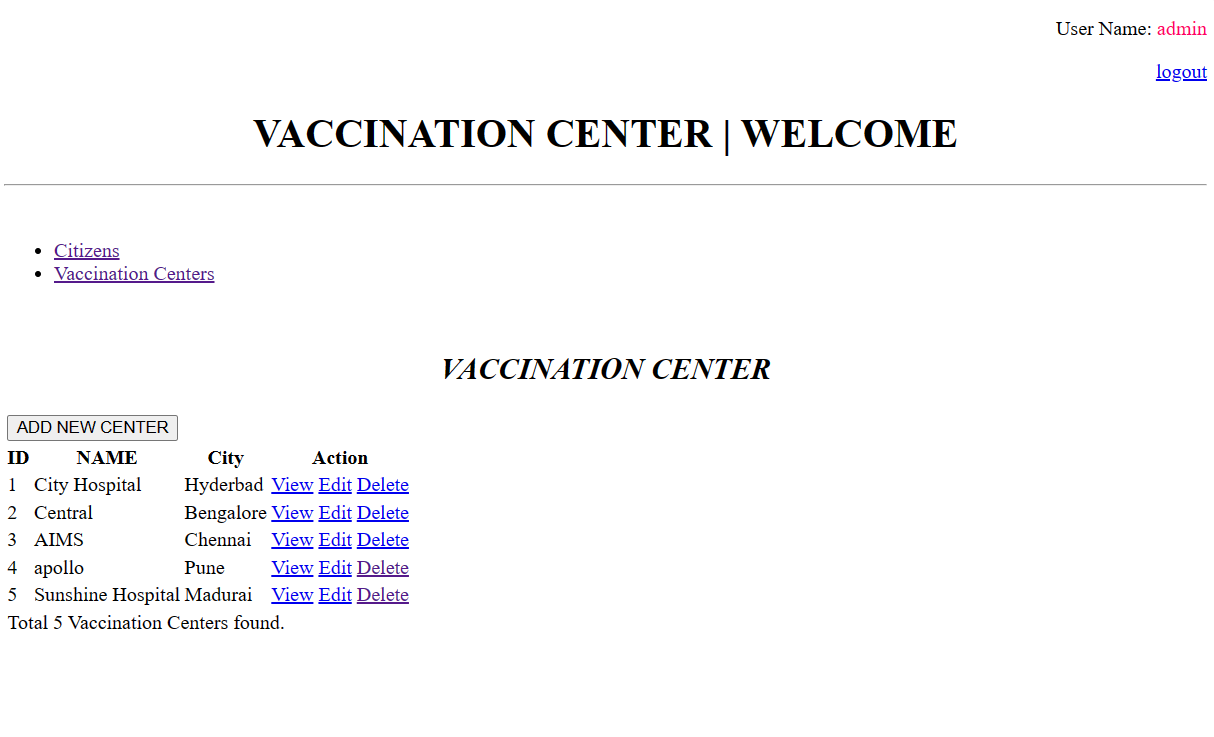 User Name: admin
logout
VACCINATION CENTER | WELCOME
Citizens
Vaccination Centers
VACCINATION CENTER
ADD NEW CENTER
ID NAME City Action
1 City Hospital Hyderbad View Edit Delete
2 Central Bengalore View Edit Delete
3 AIMS Chennai View Edit Delete
4 apollo Pune View Edit Delete
5 Sunshine Hospital Madurai View Edit Delete
Total 5 Vaccination Centers found.